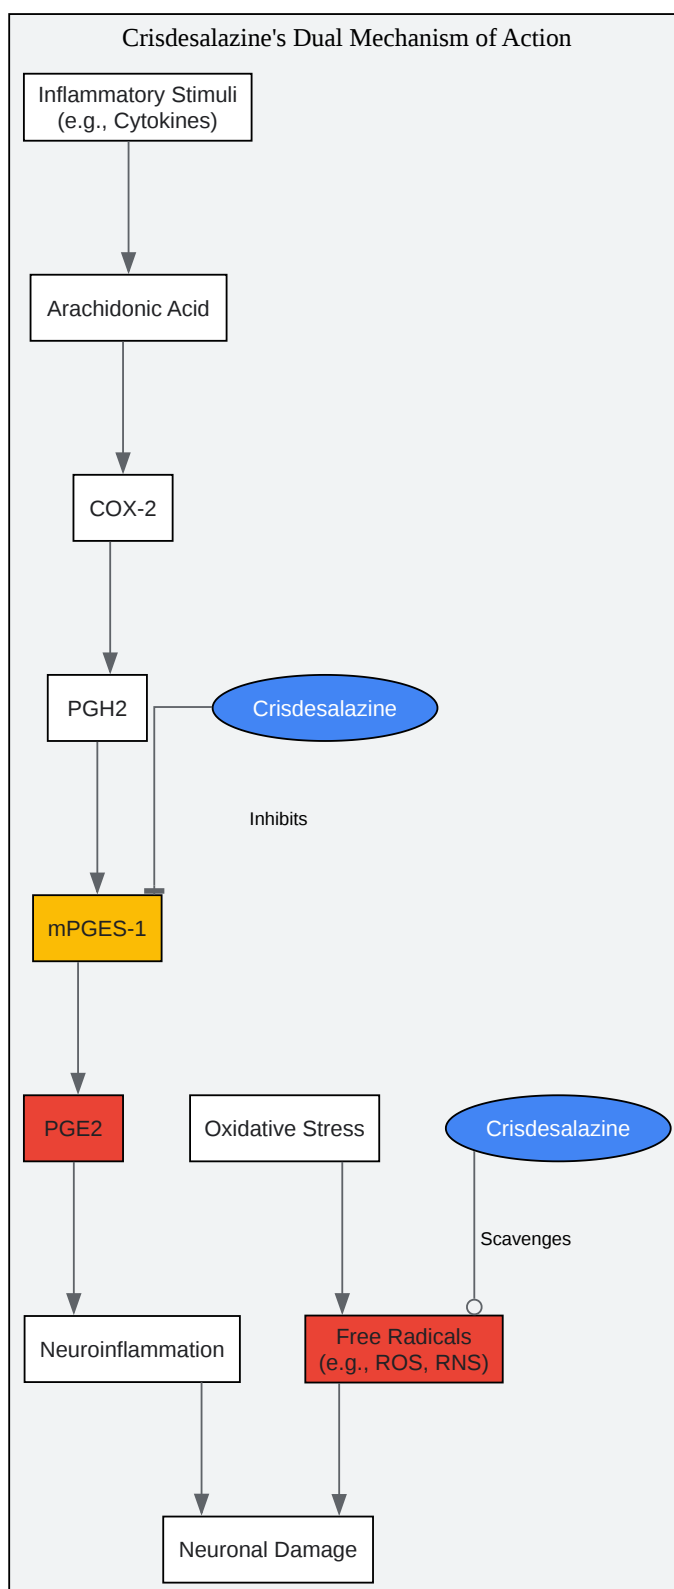 Crisdesalazine's Dual Mechanism of Action
Inflammatory Stimuli
(e.g., Cytokines)
Arachidonic Acid
COX-2
PGH2
Crisdesalazine
Inhibits
mPGES-1
PGE2
Oxidative Stress
Crisdesalazine
Scavenges
Neuroinflammation
Free Radicals
(e.g., ROS, RNS)
Neuronal Damage